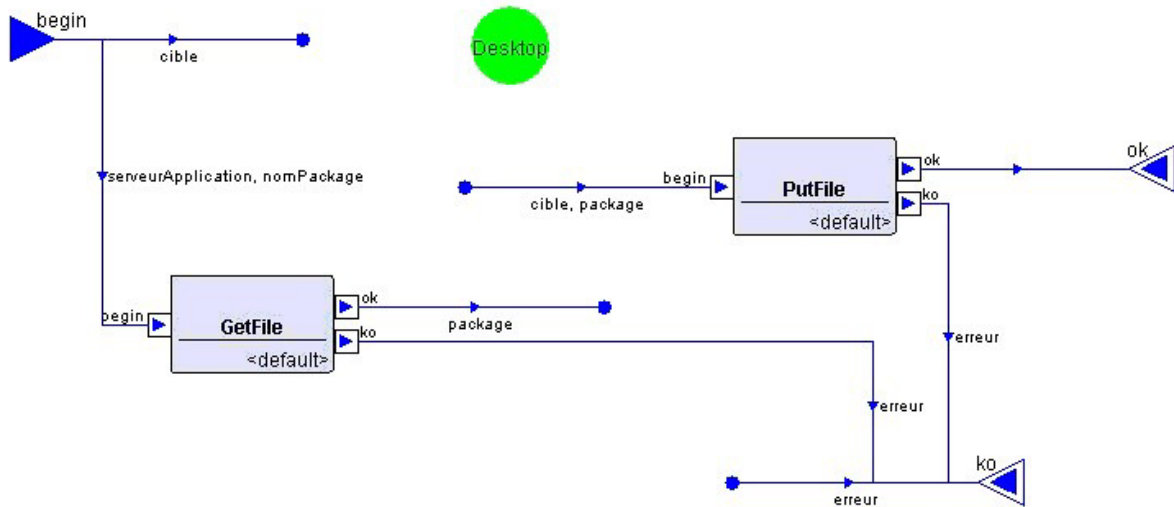 begin
cible
Desktop
serveurApplication, nomPackage
ok
ok
begin
PutFile
ko
cible, package
<default>
begin
GetFile
ok
package
ko
<default>
erreur
erreur
ko
erreur